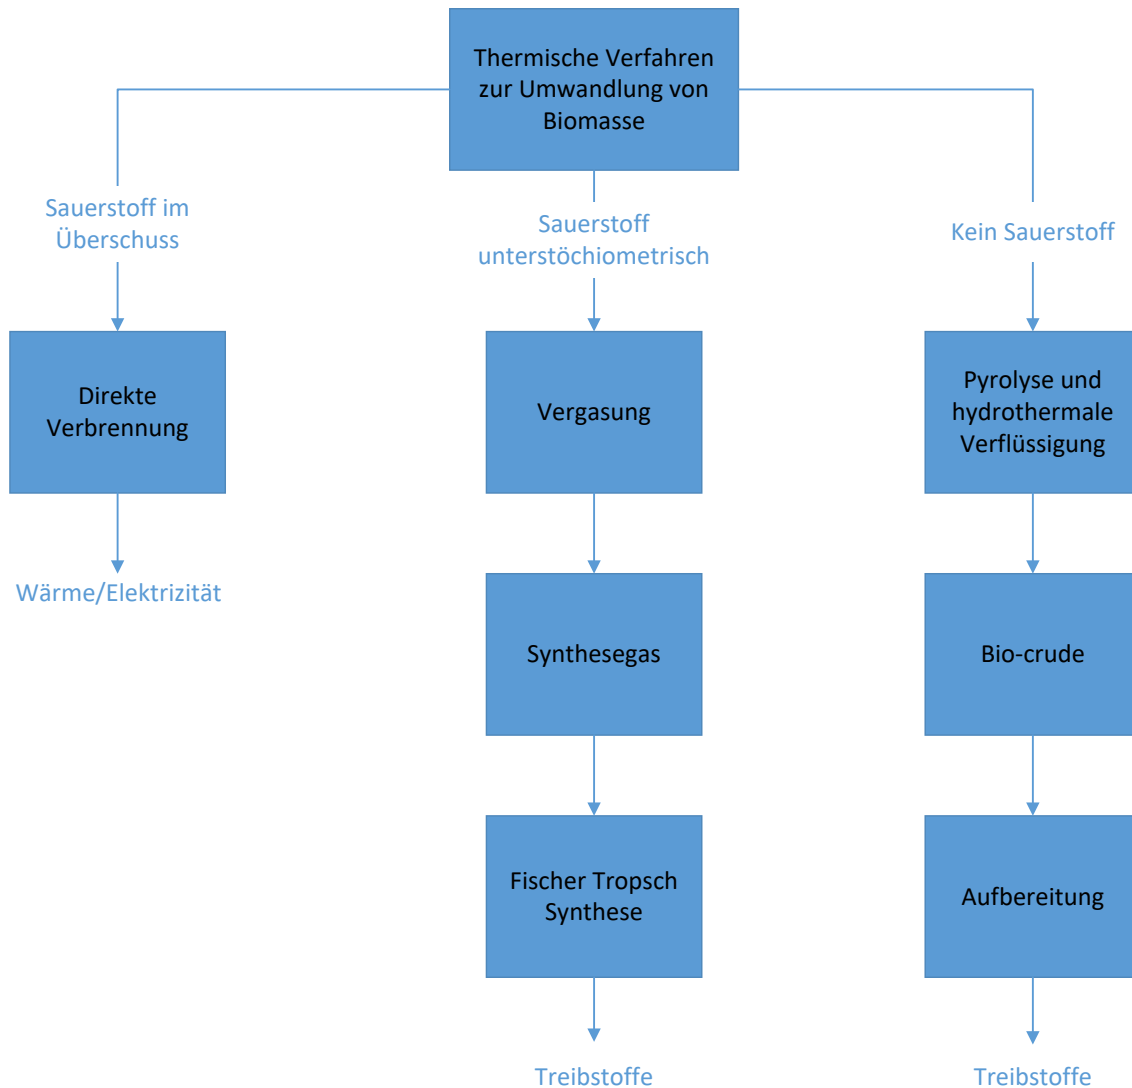 Thermische Verfahren
zur Umwandlung von
Biomasse
Sauerstoff im
Überschuss
Sauerstoff
unterstöchiometrisch
Kein Sauerstoff
Direkte
Verbrennung
Vergasung
Pyrolyse und
hydrothermale
Verflüssigung
Wärme/Elektrizität
Synthesegas
Bio-crude
Fischer Tropsch
Synthese
Aufbereitung
Treibstoffe
Treibstoffe